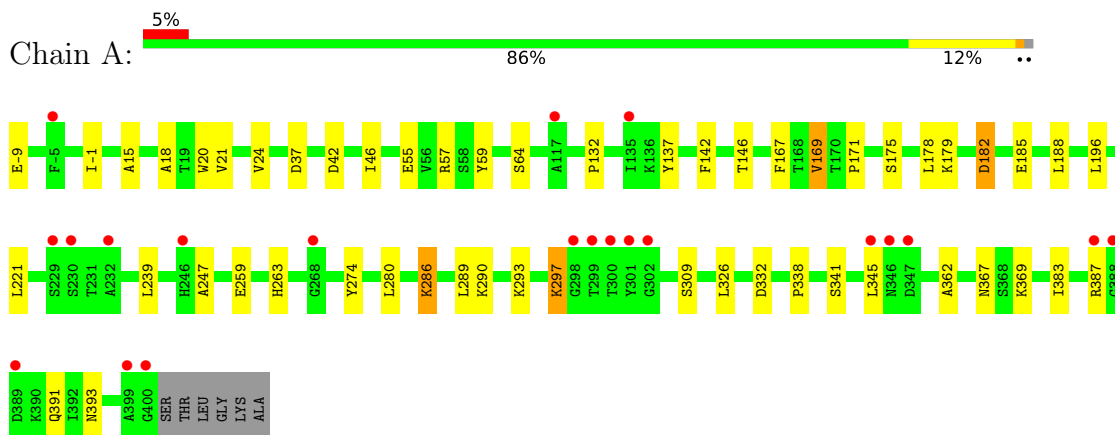 5%
Chain A:
86%
12%
••
E-9 F-5 I-1 A15 A18 T19 W20 V21 V24 D37 D42 I46 E55 V56 R57 S58 Y59 S64 A117 P132 I135 K136 Y137 F142 T146 F167 T168 V169 T170 P171 S175 L178 K179 D182 E185 L188 L196
L221 S229 S230 T231 A232 L239 H246 A247 E259 H263 G268 Y274 L280 K286 L289 K290 K293 K297 G298 T299 T300 Y301 G302 S309 L326 D332 P338 S341 L345 N346 D347 A362 N367 S368 K369 I383 R387 G388
D389 K390 Q391 I392 N393 A399 G400 SER THR LEU GLY LYS ALA